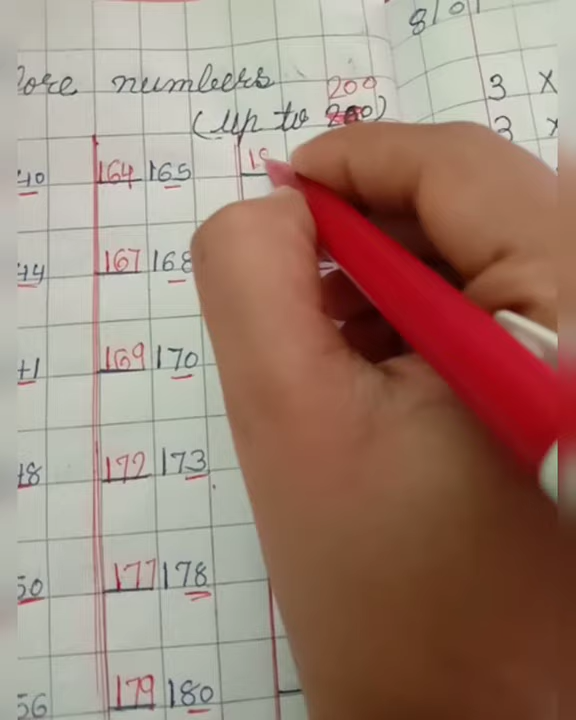 8/01
ore numbers 200
(up to 200)
3 x
3 x
40 164 165 18
44 167 168
41 169 170
48 172 173
50 177 178
56 179 180